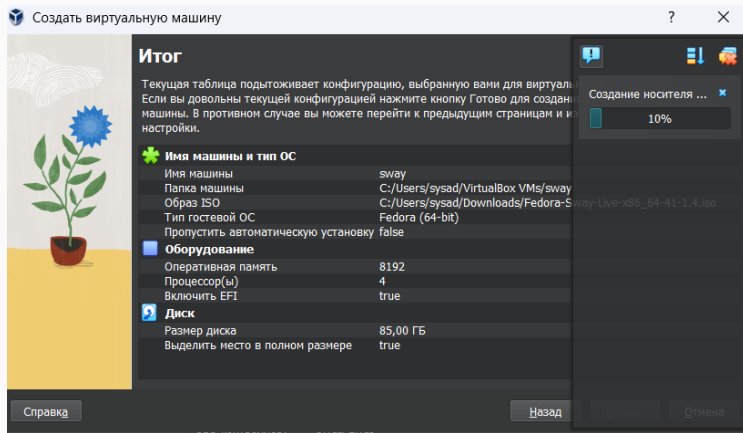 Создать виртуальную машину
?
Итог
Текущая таблица подытоживает конфигурацию, выбранную вами для виртуаль
Если вы довольны текущей конфигурацией нажмите кнопку Готово для создани
машины. В противном случае вы можете перейти к предыдущим страницам и из
настройки.
Создание носителя ...
10%
Имя машины и тип ОС
Имя машины sway
Папка машины C:/Users/sysad/VirtualBox VMs/sway
Образ ISO C:/Users/sysad/Downloads/Fedora-Sway-Live-x86_64-41-1.4.iso
Тип гостевой ОС Fedora (64-bit)
Пропустить автоматическую установку false
Оборудование
Оперативная память 8192
Процессор(ы) 4
Включить EFI true
Диск
Размер диска 85,00 ГБ
Выделить место в полном размере true
Справка Назад Отмена